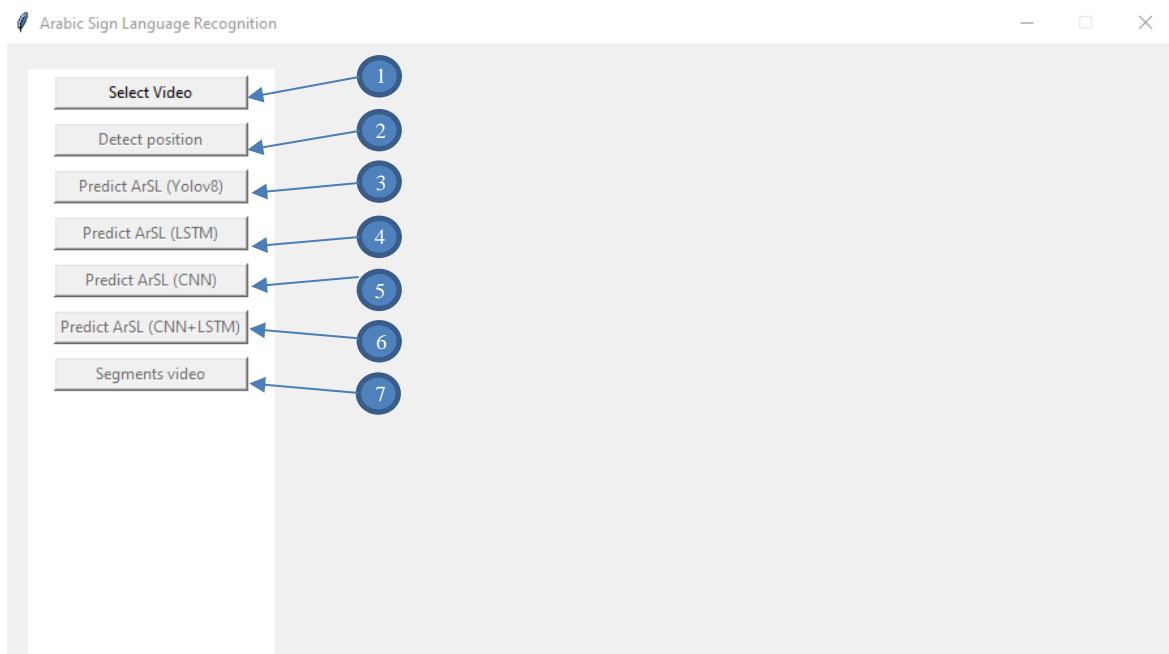 Arabic Sign Language Recognition
Select Video
1
Detect position
2
Predict ArSL (Yolov8)
3
Predict ArSL (LSTM)
4
Predict ArSL (CNN)
5
Predict ArSL (CNN+LSTM)
6
Segments video
7